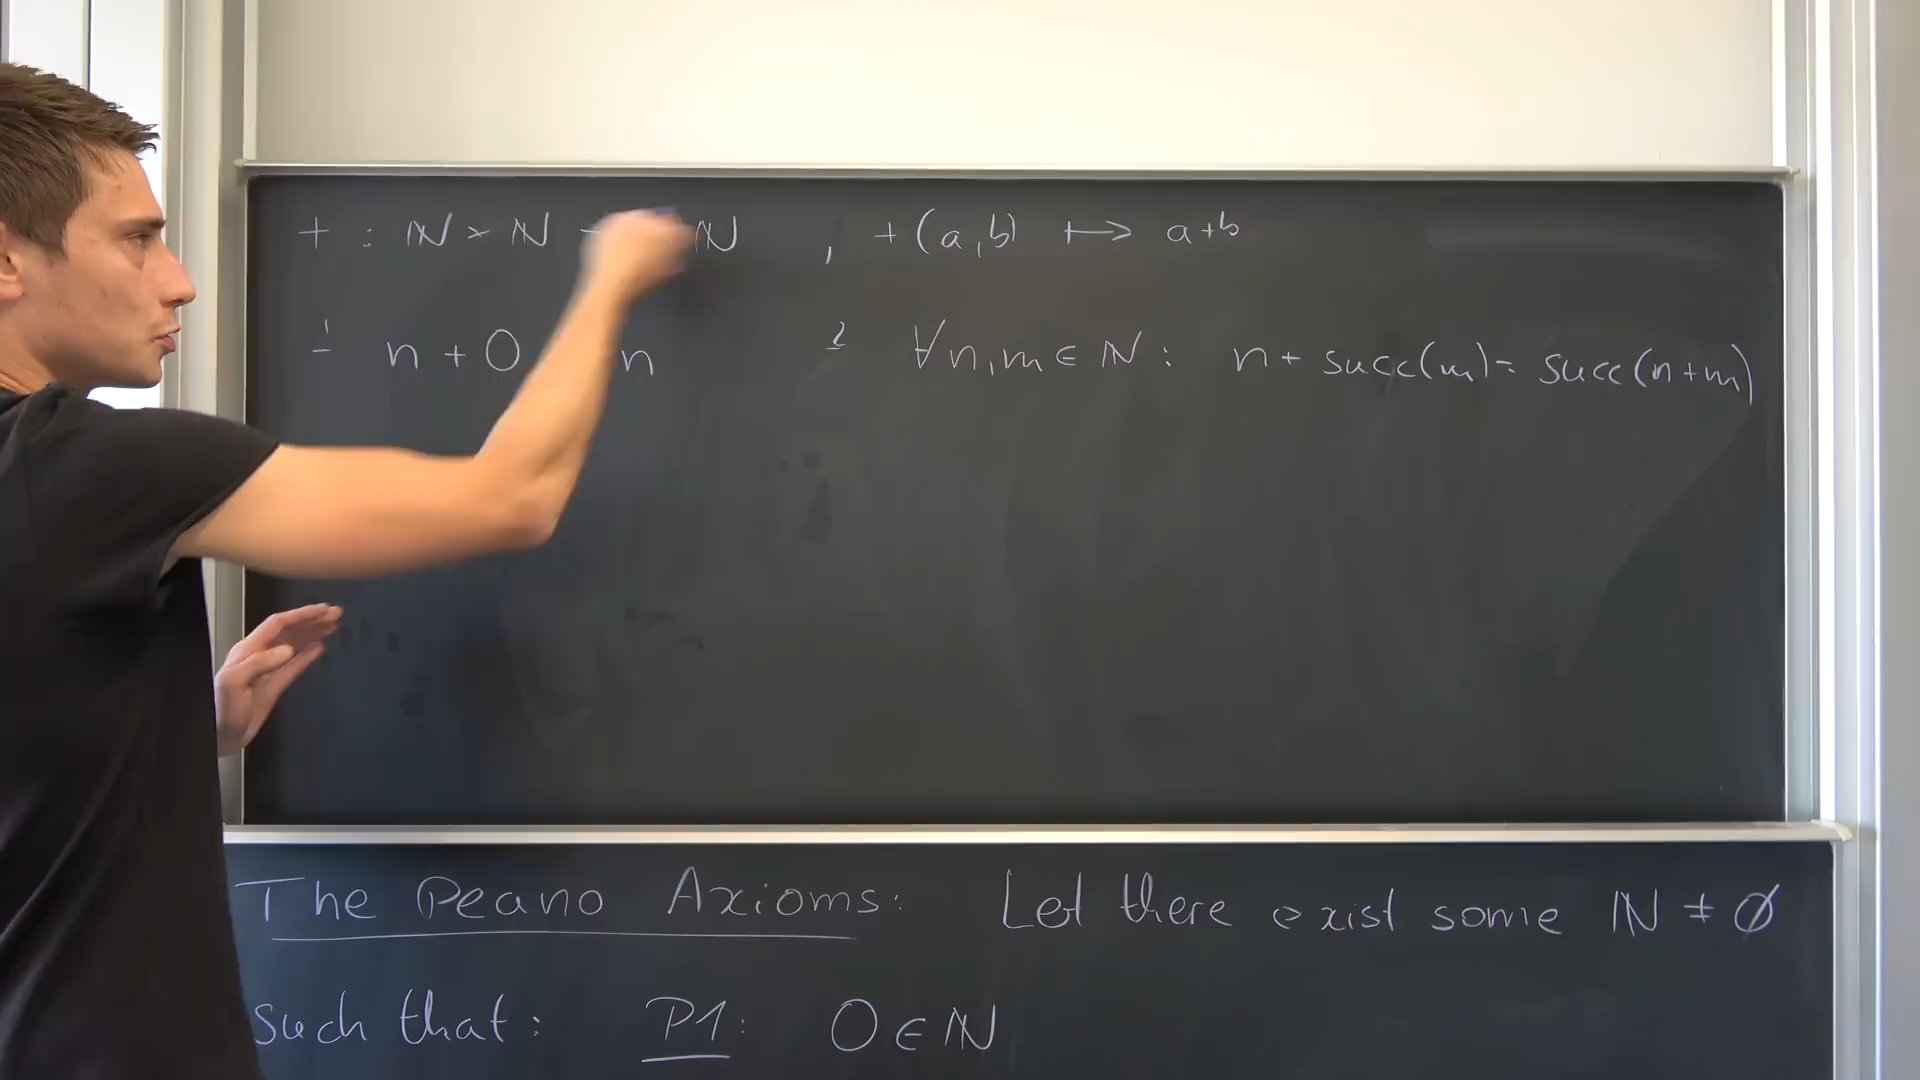 + : ℕ × ℕ → ℕ , +(a,b) ↦ a+b
1 n + 0 n 2 ∀n,m ∈ ℕ : n + succ(m) = succ(n+m)
The Peano Axioms: Let there exist some ℕ ≠ ∅
such that: P1: 0 ∈ ℕ